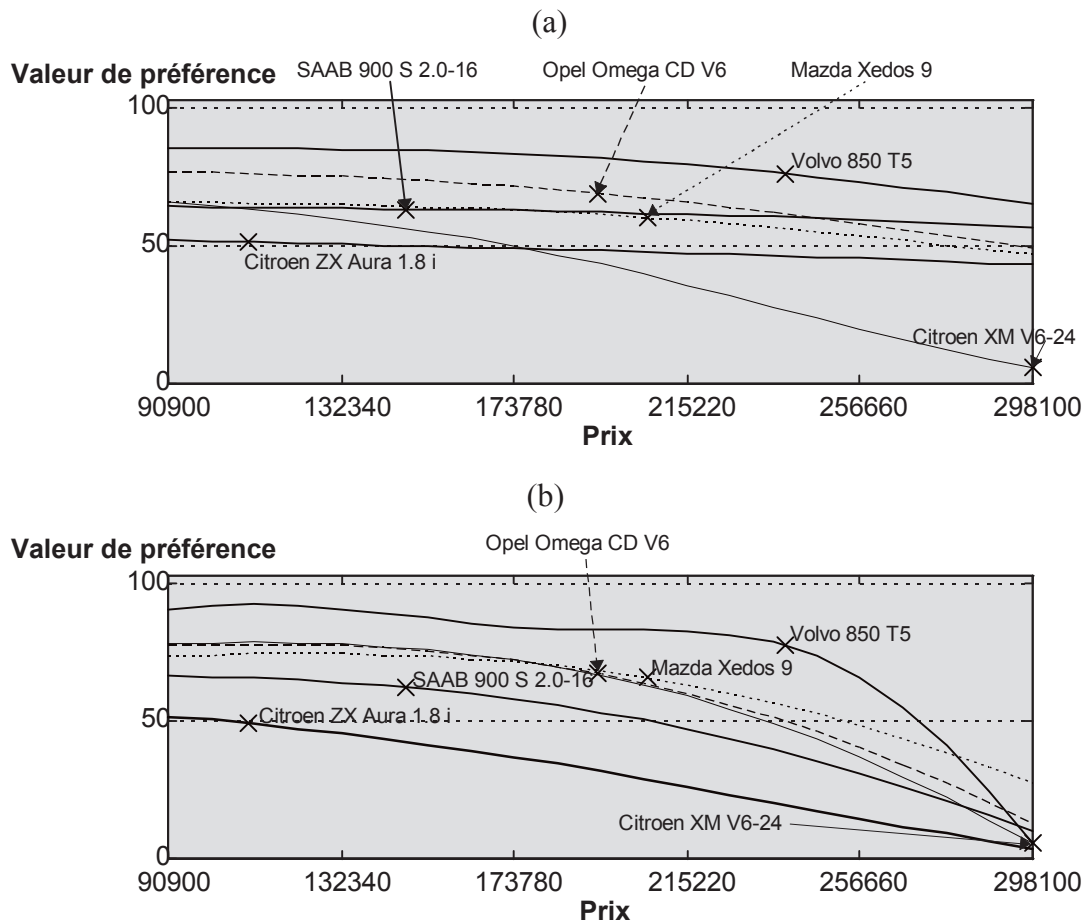 (a)
Valeur de préférence
SAAB 900 S 2.0-16
Opel Omega CD V6
Mazda Xedos 9
100
Volvo 850 T5
50
Citroen ZX Aura 1.8 i
Citroen XM V6-24
0
90900 132340 173780 215220 256660 298100
Prix
(b)
Opel Omega CD V6
Valeur de préférence
100
Volvo 850 T5
Mazda Xedos 9
SAAB 900 S 2.0-16
50
Citroen ZX Aura 1.8 i
Citroen XM V6-24
0
90900 132340 173780 215220 256660 298100
Prix